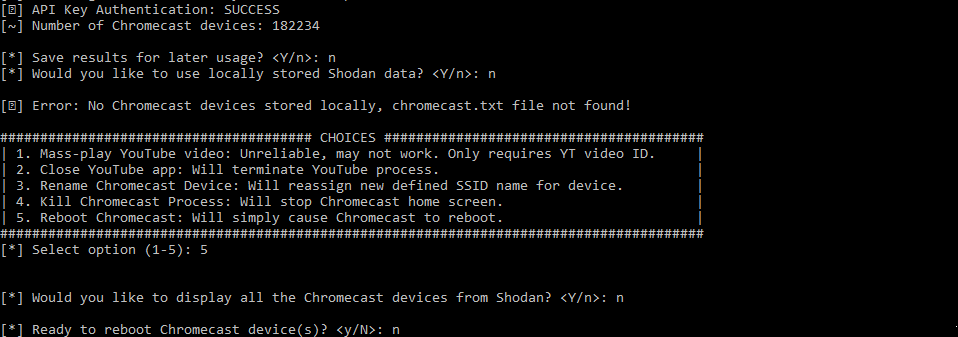 [?] API Key Authentication: SUCCESS
[~] Number of Chromecast devices: 182234
[*] Save results for later usage? <Y/n>: n
[*] Would you like to use locally stored Shodan data? <Y/n>: n
[?] Error: No Chromecast devices stored locally, chromecast.txt file not found!
####################################### CHOICES ########################################
| 1. Mass-play YouTube video: Unreliable, may not work. Only requires YT video ID. |
| 2. Close YouTube app: Will terminate YouTube process. |
| 3. Rename Chromecast Device: Will reassign new defined SSID name for device. |
| 4. Kill Chromecast Process: Will stop Chromecast home screen. |
| 5. Reboot Chromecast: Will simply cause Chromecast to reboot. |
########################################################################################
[*] Select option (1-5): 5
[*] Would you like to display all the Chromecast devices from Shodan? <Y/n>: n
[*] Ready to reboot Chromecast device(s)? <y/N>: n